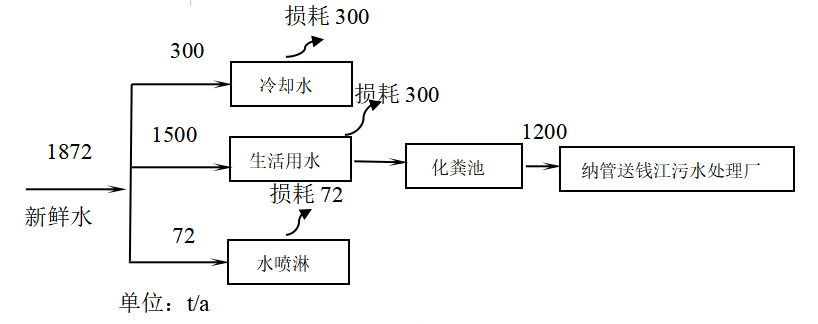 损耗 300
300
冷却水
损耗 300
1872
1500
1200
生活用水
化粪池
纳管送钱江污水处理厂
新鲜水
损耗 72
72
水喷淋
单位：t/a